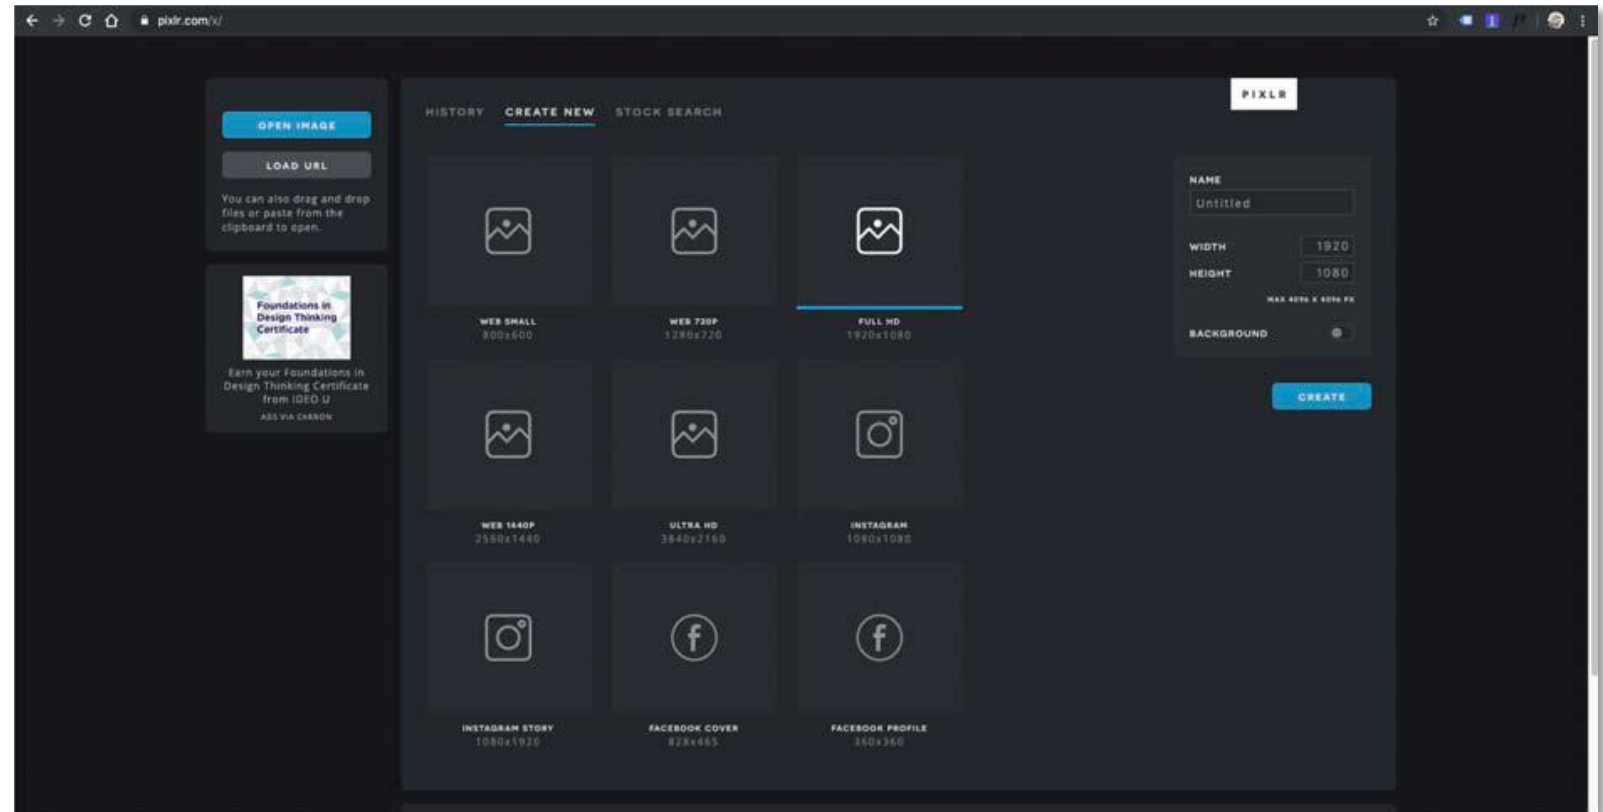 pixlr.com/x/
OPEN IMAGE
LOAD URL
You can also drag and drop
files or paste from the
clipboard to open.
Foundations in
Design Thinking
Certificate
Earn your Foundations in
Design Thinking Certificate
from IDEO U
ADS VIA CARBON
HISTORY CREATE NEW STOCK SEARCH
WEB SMALL
800x600
WEB 720P
1280x720
FULL HD
1920x1080
WEB 1440P
2560x1440
ULTRA HD
3840x2160
INSTAGRAM
1080x1080
INSTAGRAM STORY
1080x1920
FACEBOOK COVER
828x465
FACEBOOK PROFILE
360x360
PIXLR
NAME
Untitled
WIDTH 1920
HEIGHT 1080
MAX 4096 X 4096 PX
BACKGROUND
CREATE